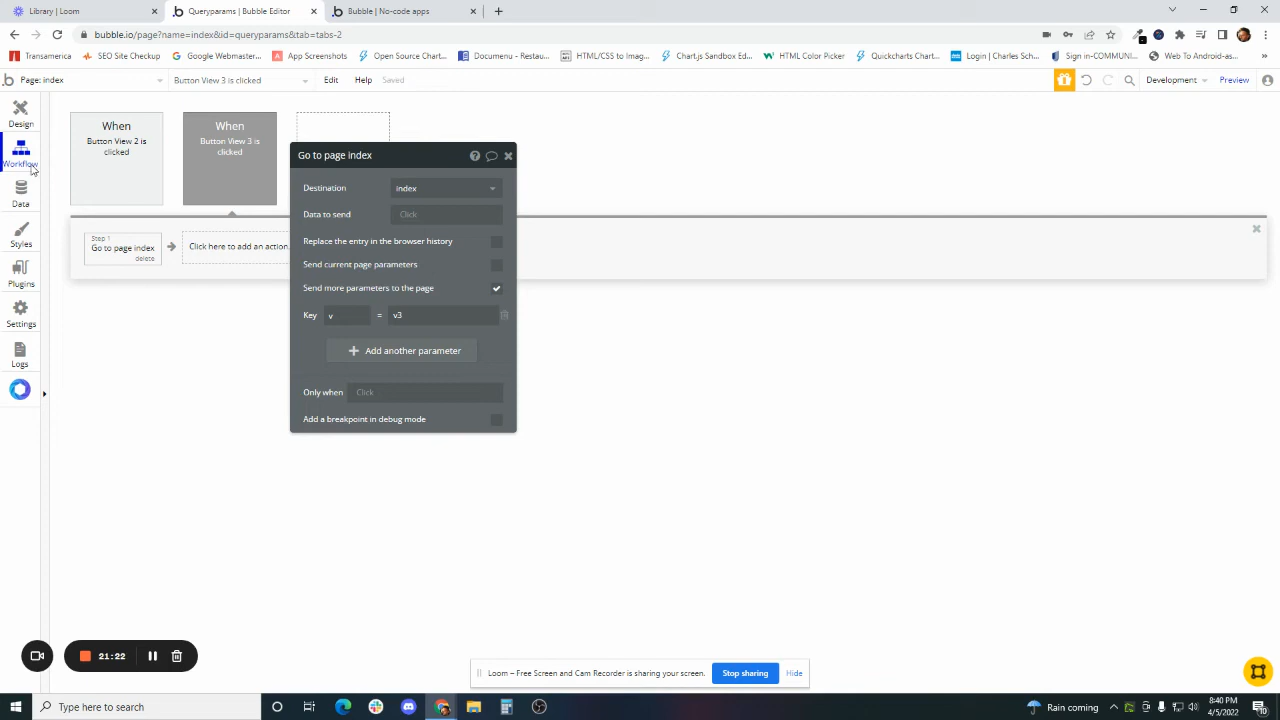 Library | Loom
Queryparams | Bubble Editor
Bubble | No-code apps
bubble.io/page?name=index&id=queryparams&tab=tabs-2
Transamerica
SEO Site Checkup
Google Webmaster...
App Screenshots
Open Source Chart...
Documenu - Restau...
HTML/CSS to Imag...
Chart.js Sandbox Ex...
HTML Color Picker
Quickcharts Chart...
Login | Charles Sch...
Sign in-COMMUNI...
Web To Android-as...
Page: index
Button View 3 is clicked
Edit
Help
Saved
Development
Preview
Design
Workflow
Data
Styles
Plugins
Settings
Logs
When
Button View 2 is
clicked
When
Button View 3 is
clicked
Step 1
Go to page index
delete
Click here to add an action...
Go to page index
Destination
index
Data to send
Click
Replace the entry in the browser history
Send current page parameters
Send more parameters to the page
Key
v
=
v3
Add another parameter
Only when
Click
Add a breakpoint in debug mode
21:22
Loom – Free Screen and Cam Recorder is sharing your screen.
Stop sharing
Hide
Type here to search
Rain coming
8:40 PM
4/5/2022